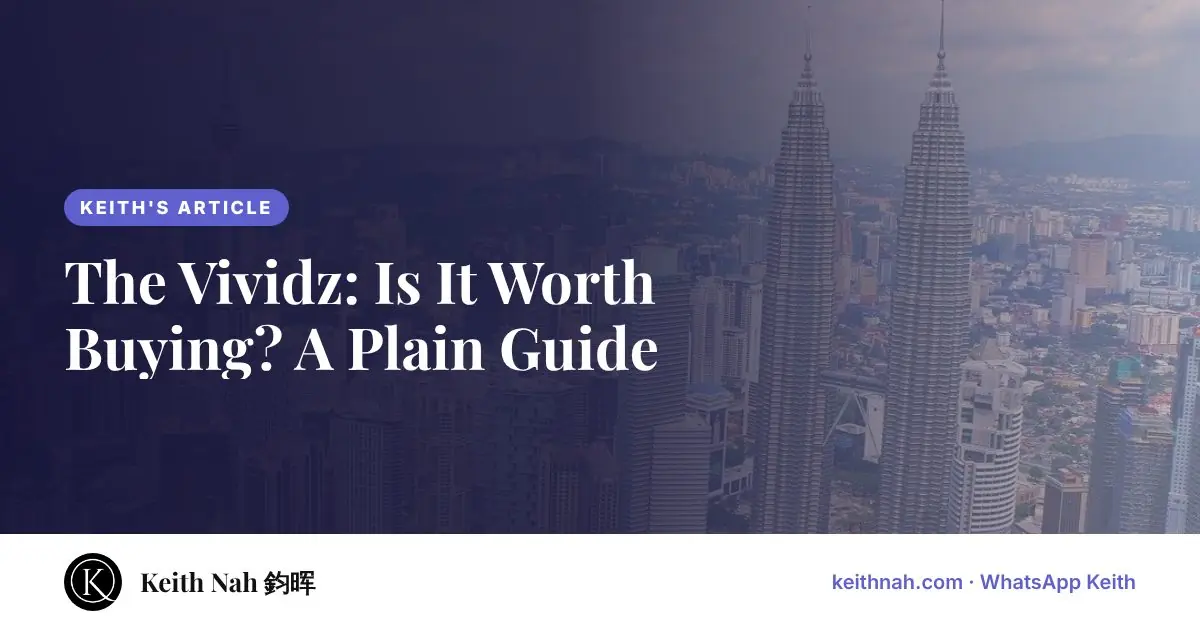 KEITH'S ARTICLE
The Vividz: Is It Worth
Buying? A Plain Guide
K
Keith Nah 鈞晖
keithnah.com · WhatsApp Keith